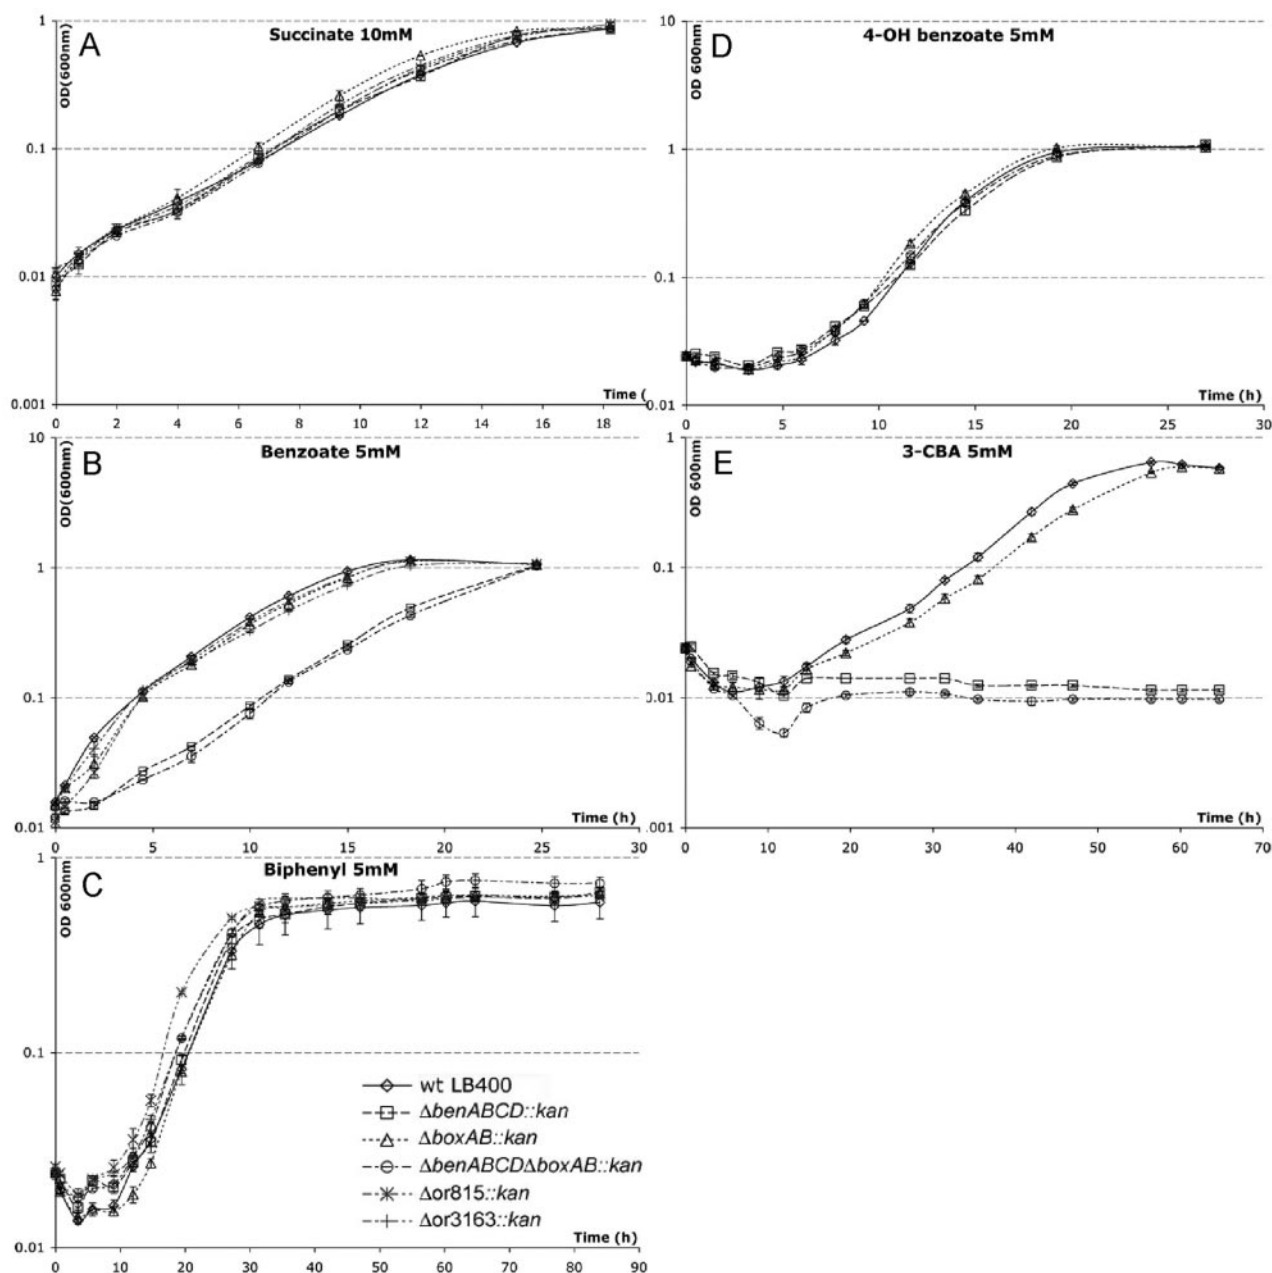 A
Succinate 10mM
OD(600nm)
1
0.1
0.01
0.001
Time (
0 2 4 6 8 10 12 14 16 18
D
4-OH benzoate 5mM
OD 600nm
10
1
0.1
0.01
Time (h)
0 5 10 15 20 25 30
B
Benzoate 5mM
OD(600nm)
10
1
0.1
0.01
Time (h)
0 5 10 15 20 25 30
E
3-CBA 5mM
OD 600nm
1
0.1
0.01
.001
Time (h)
0 10 20 30 40 50 60 70
C
Biphenyl 5mM
OD 600nm
1
0.1
0.01
wt LB400
ΔbenABCD::kan
ΔboxAB::kan
ΔbenABCDΔboxAB::kan
Δor815::kan
Δor3163::kan
Time (h)
0 10 20 30 40 50 60 70 80 90